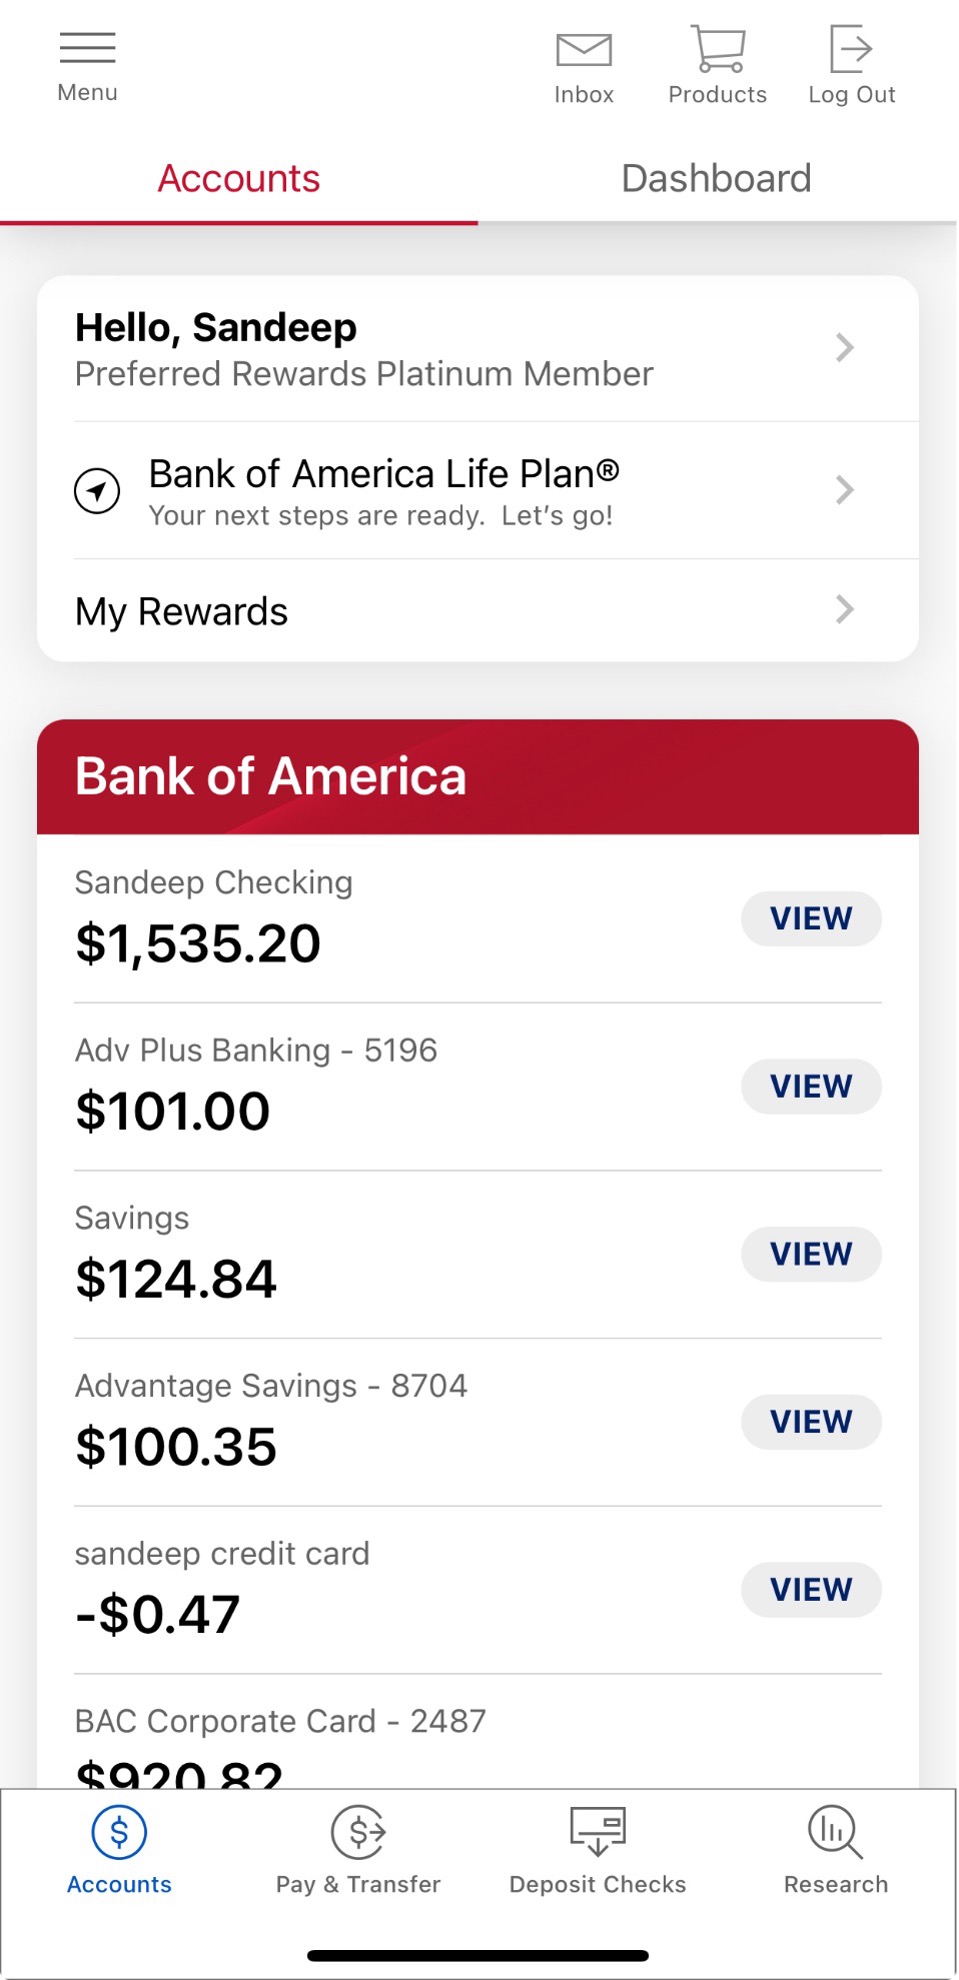 Menu
Inbox
Products
Log Out
Accounts
Dashboard
Hello, Sandeep
Preferred Rewards Platinum Member
Bank of America Life Plan®
Your next steps are ready.  Let's go!
My Rewards
Bank of America
Sandeep Checking
$1,535.20
VIEW
Adv Plus Banking - 5196
$101.00
VIEW
Savings
$124.84
VIEW
Advantage Savings - 8704
$100.35
VIEW
sandeep credit card
-$0.47
VIEW
BAC Corporate Card - 2487
$920.82
Accounts
Pay & Transfer
Deposit Checks
Research